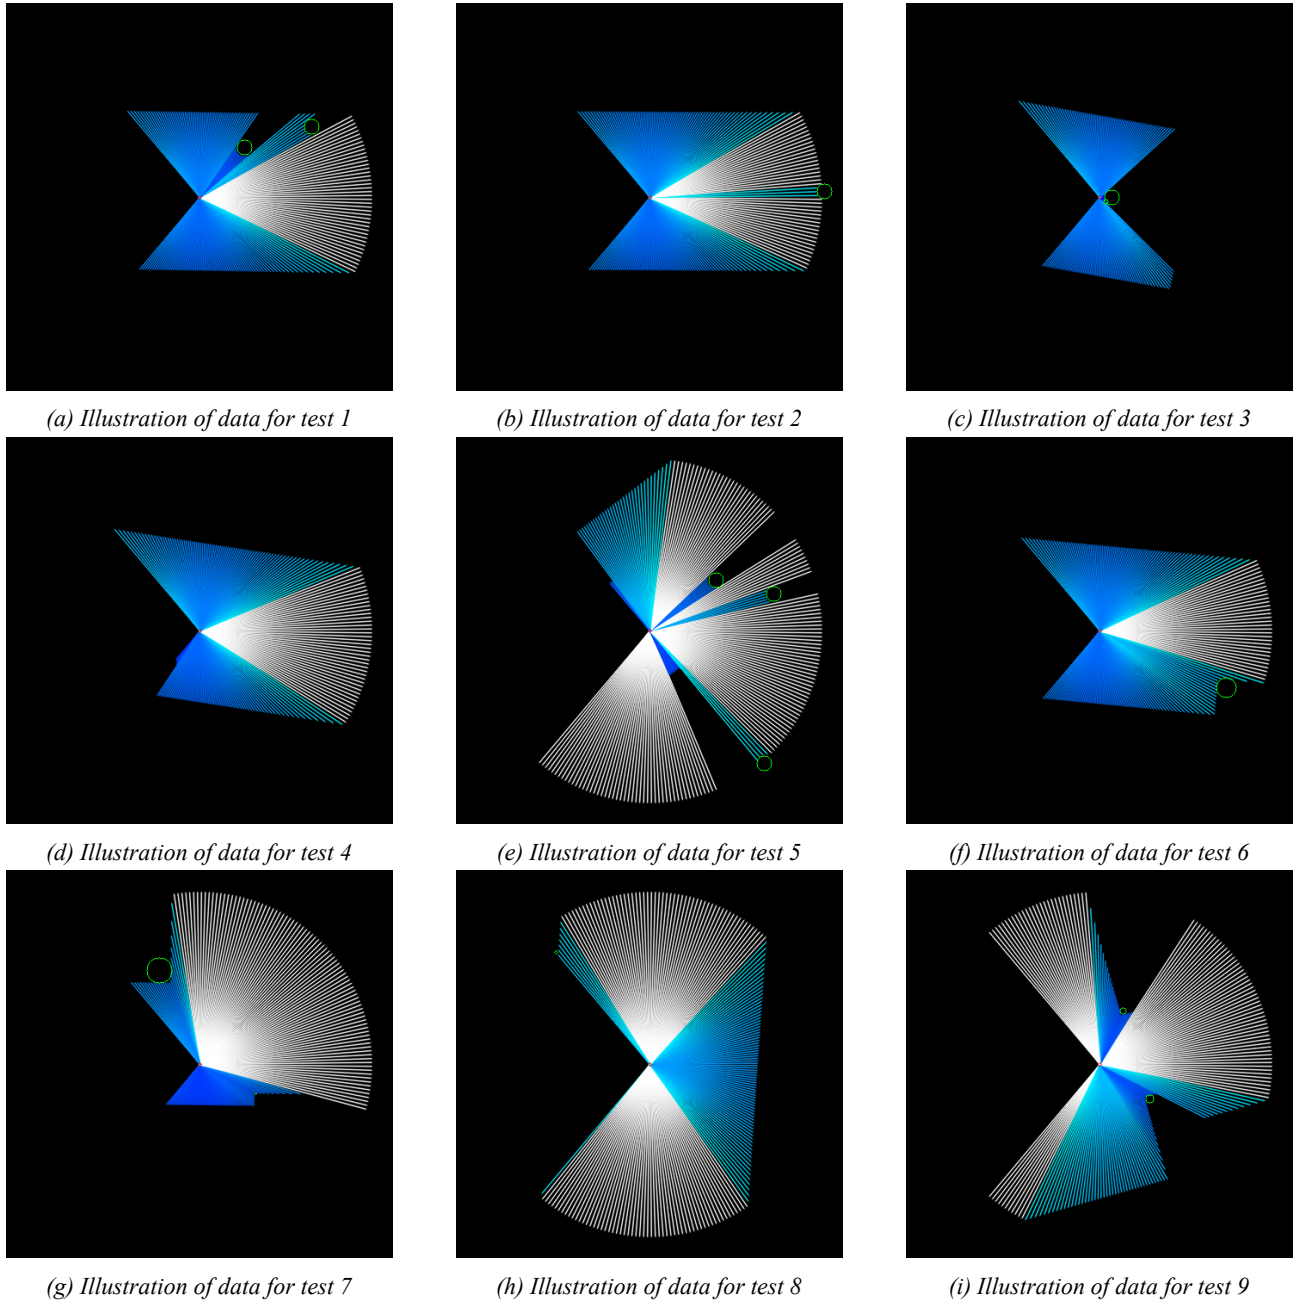 (a) Illustration of data for test 1
(b) Illustration of data for test 2
(c) Illustration of data for test 3
(d) Illustration of data for test 4
(e) Illustration of data for test 5
(f) Illustration of data for test 6
(g) Illustration of data for test 7
(h) Illustration of data for test 8
(i) Illustration of data for test 9